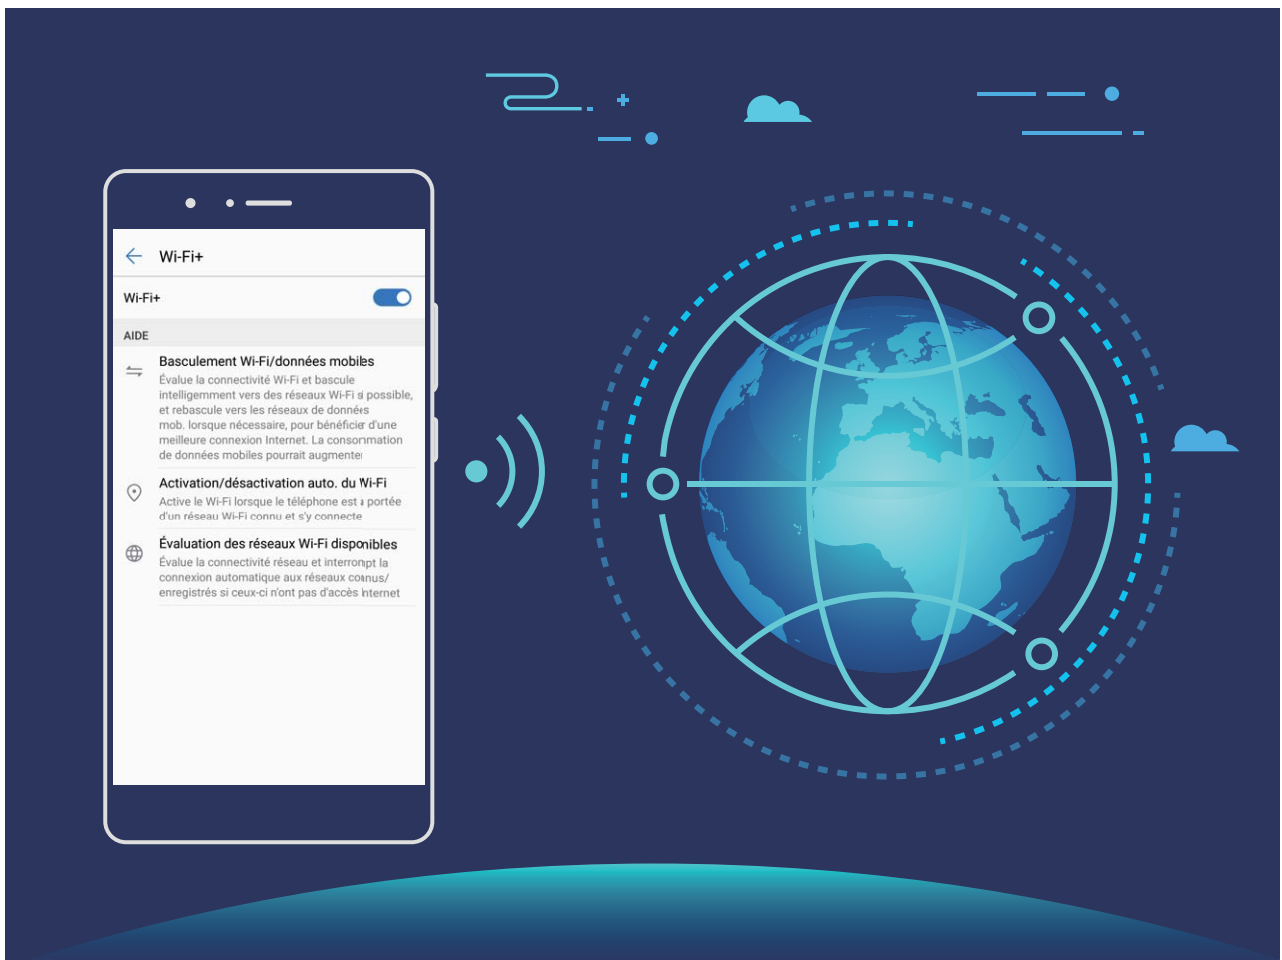 Wi-Fi+
Wi-Fi+
AIDE
Basculement Wi-Fi/données mobiles
Évalue la connectivité Wi-Fi et bascule
intelligemment vers des réseaux Wi-Fi si possible,
et rebascule vers les réseaux de données
mob. lorsque nécessaire, pour bénéficier d'une
meilleure connexion Internet. La consommation
de données mobiles pourrait augmenter
Activation/désactivation auto. du Wi-Fi
Active le Wi-Fi lorsque le téléphone est à portée
d'un réseau Wi-Fi connu et s'y connecte
Évaluation des réseaux Wi-Fi disponibles
Évalue la connectivité réseau et interrompt la
connexion automatique aux réseaux connus/
enregistrés si ceux-ci n'ont pas d'accès Internet